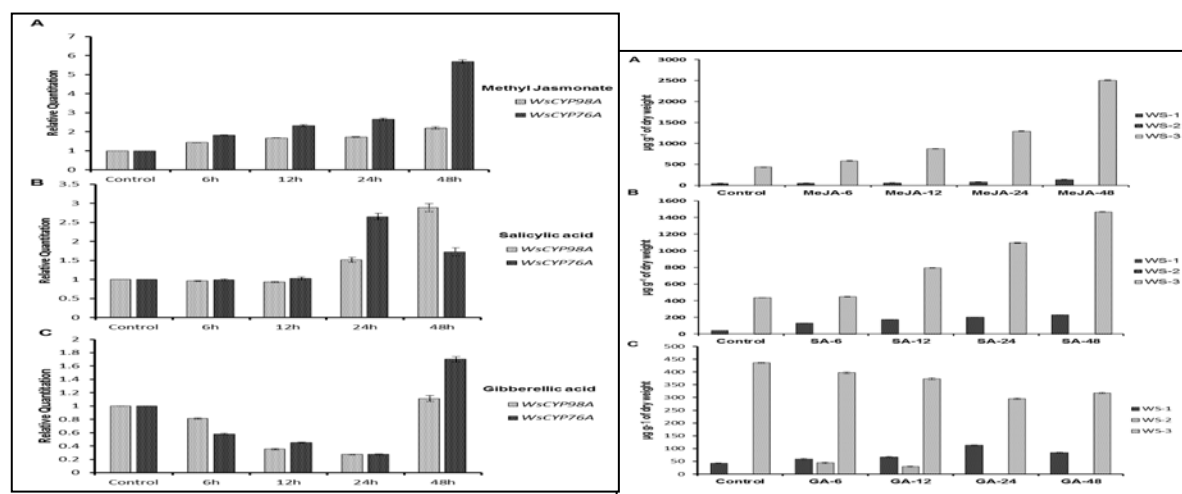 A
7
6
5
4
3
2
1
0
Relative Quantitation
Methyl Jasmonate
WsCYP98A
WsCYP76A
Control 6h 12h 24h 48h
B
3.5
3
2.5
2
1.5
1
0.5
0
Relative Quantitation
Salicylic acid
WsCYP98A
WsCYP76A
Control 6h 12h 24h 48h
C
2
1.8
1.6
1.4
1.2
1
0.8
0.6
0.4
0.2
0
Relative Quantitation
Gibberellic acid
WsCYP98A
WsCYP76A
Control 6h 12h 24h 48h
A
3000
2500
2000
1500
1000
500
0
µg g-1 of dry weight
WS-1
WS-2
WS-3
Control MeJA-6 MeJA-12 MeJA-24 MeJA-48
B
1600
1400
1200
1000
800
600
400
200
0
µg g-1 of dry weight
WS-1
WS-2
WS-3
Control SA-6 SA-12 SA-24 SA-48
C
500
450
400
350
300
250
200
150
100
50
0
µg g-1 of dry weight
WS-1
WS-2
WS-3
Control GA-6 GA-12 GA-24 GA-48